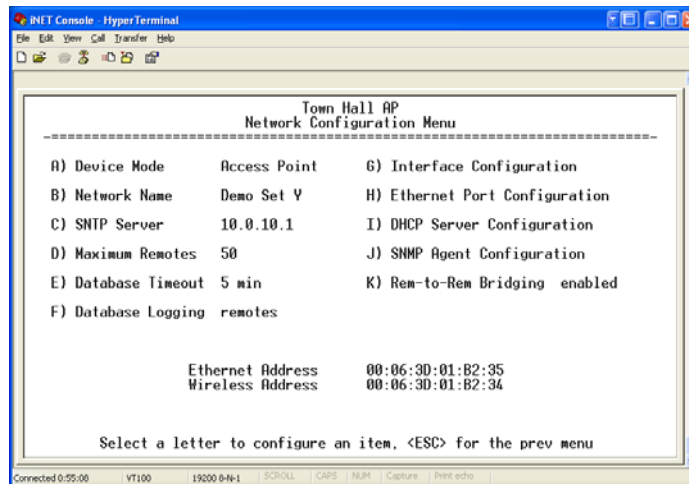 iNET Console - HyperTerminal
File Edit View Call Transfer Help
Town Hall AP
Network Configuration Menu
-==============================================================================-
A) Device Mode Access Point G) Interface Configuration
B) Network Name Demo Set Y H) Ethernet Port Configuration
C) SNTP Server 10.0.10.1 I) DHCP Server Configuration
D) Maximum Remotes 50 J) SNMP Agent Configuration
E) Database Timeout 5 min K) Rem-to-Rem Bridging enabled
F) Database Logging remotes
Ethernet Address 00:06:3D:01:B2:35
Wireless Address 00:06:3D:01:B2:34
Select a letter to configure an item, <ESC> for the prev menu
Connected 0:55:08 VT100 19200 8-N-1 SCROLL CAPS NUM Capture Print echo